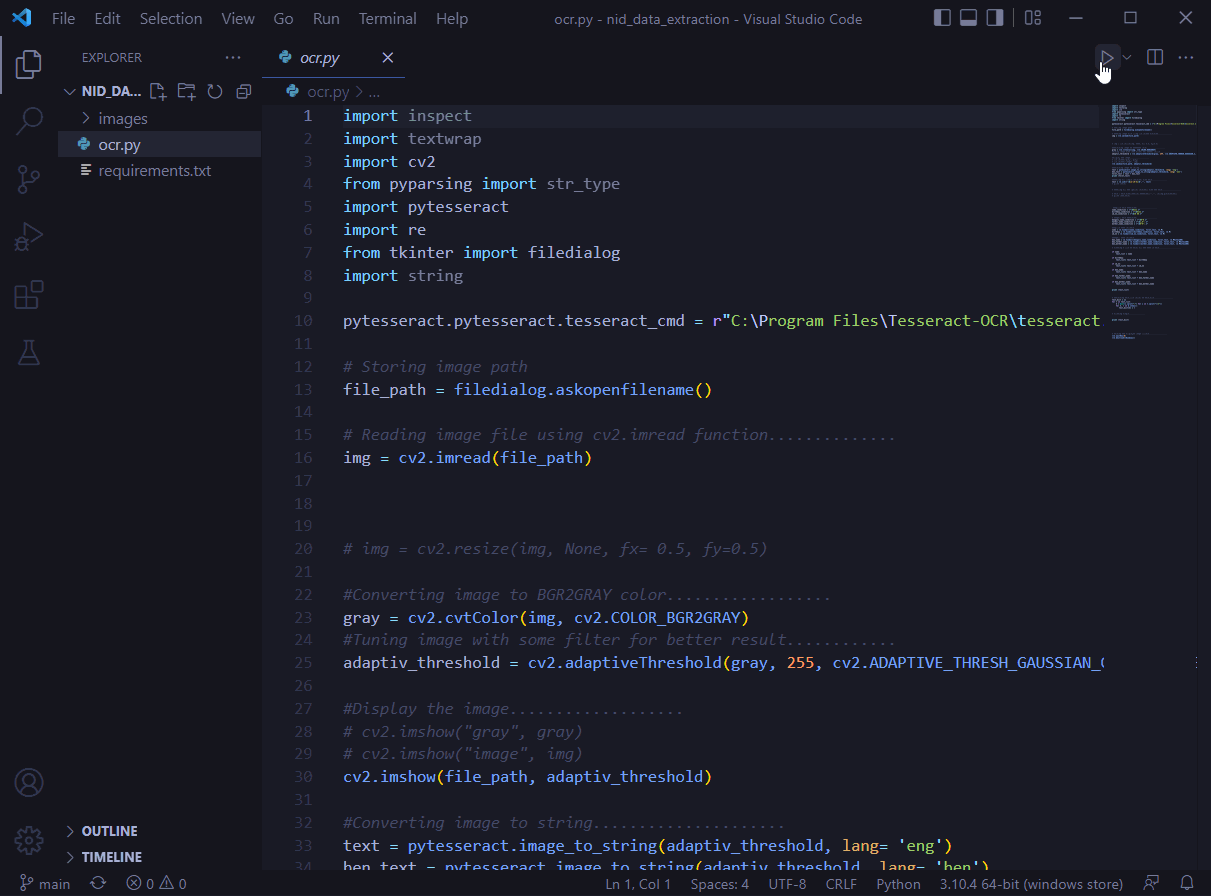 File Edit Selection View Go Run Terminal Help
ocr.py - nid_data_extraction - Visual Studio Code
EXPLORER ...
ocr.py
NID_DA...
ocr.py > ...
images
ocr.py
requirements.txt
1 import inspect
2 import textwrap
3 import cv2
4 from pyparsing import str_type
5 import pytesseract
6 import re
7 from tkinter import filedialog
8 import string
9
10 pytesseract.pytesseract.tesseract_cmd = r"C:\Program Files\Tesseract-OCR\tesseract
11
12 # Storing image path
13 file_path = filedialog.askopenfilename()
14
15 # Reading image file using cv2.imread function..............
16 img = cv2.imread(file_path)
17
18
19
20 # img = cv2.resize(img, None, fx= 0.5, fy=0.5)
21
22 #Converting image to BGR2GRAY color..................
23 gray = cv2.cvtColor(img, cv2.COLOR_BGR2GRAY)
24 #Tuning image with some filter for better result............
25 adaptiv_threshold = cv2.adaptiveThreshold(gray, 255, cv2.ADAPTIVE_THRESH_GAUSSIAN_
26
27 #Display the image...................
28 # cv2.imshow("gray", gray)
29 # cv2.imshow("image", img)
30 cv2.imshow(file_path, adaptiv_threshold)
31
32 #Converting image to string.....................
33 text = pytesseract.image_to_string(adaptiv_threshold, lang= 'eng')
34 ben_text = pytesseract.image_to_string(adaptiv_threshold, lang= 'ben')
OUTLINE
TIMELINE
main 0 0 Ln 1, Col 1 Spaces: 4 UTF-8 CRLF Python 3.10.4 64-bit (windows store)